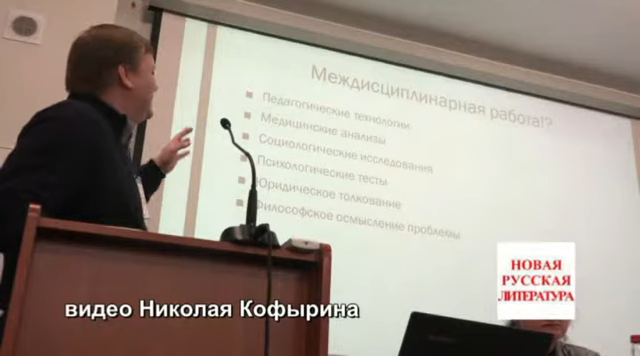 Междисциплинарная работа!?
Педагогические технологии
Медицинские анализы
Социологические исследования
Психологические тесты
Юридическое толкование
Философское осмысление проблемы
НОВАЯ
РУССКАЯ
ЛИТЕРАТУРА
видео Николая Кофырина